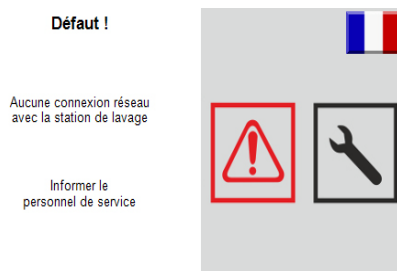 Défaut !
Aucune connexion réseau
avec la station de lavage
Informer le
personnel de service